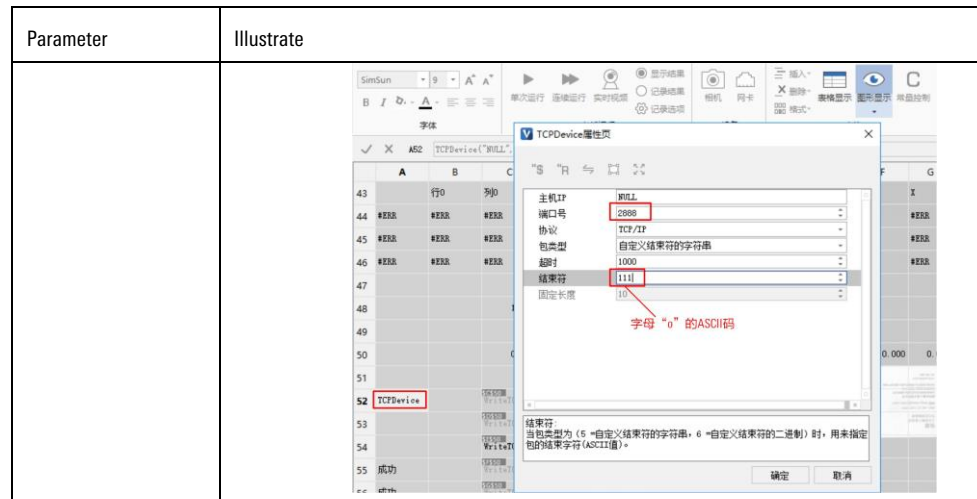 Parameter Illustrate
SimSun 9 A A
B I A
单次运行 连续运行 实时视频
显示结果
记录结果
记录选项
相机 网卡
插入
删除
格式
表格显示 图形显示
字体
TCPDevice属性页
A52 TCPDevice("NULL",
A B C F G
43 行0 列0 X
44 #ERR #ERR #ERR #ERR
45 #ERR #ERR #ERR #ERR
46 #ERR #ERR #ERR #ERR
47
48
49
50 0.000 0.
51
52 TCPDevice
53
54 WriteT
55 成功
56 成功
"$ "R
主机IP NULL
端口号 2888
协议 TCP/IP
包类型 自定义结束符的字符串
超时 1000
结束符 111
固定长度 10
字母“o”的ASCII码
结束符:
当包类型为(5 =自定义结束符的字符串，6 =自定义结束符的二进制)时，用来指定
包的结束字符(ASCII值)。
确定 取消